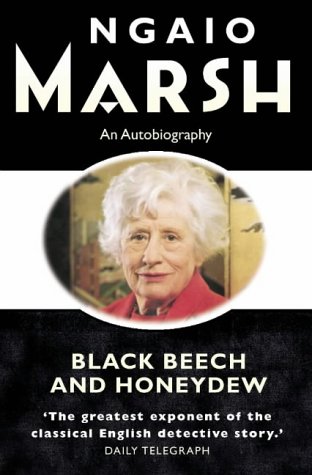 NGAIO
MARSH
An Autobiography
BLACK BEECH
AND HONEYDEW
‘The greatest exponent of the
classical English detective story.’
DAILY TELEGRAPH